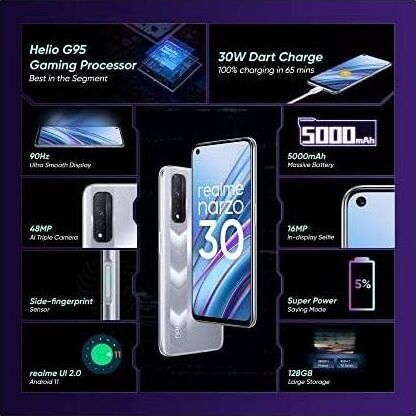 Helio G95
Gaming Processor
Best in the Segment
30W Dart Charge
100% charging in 65 mins
90Hz
Ultra Smooth Display
5000mAh
5000mAh
Massive Battery
48MP
AI Triple Camera
realme
narzo
30
16MP
In-display Selfie
Side-fingerprint
Sensor
5%
Super Power
Saving Mode
11
realme UI 2.0
Android 11
128GB
Large Storage